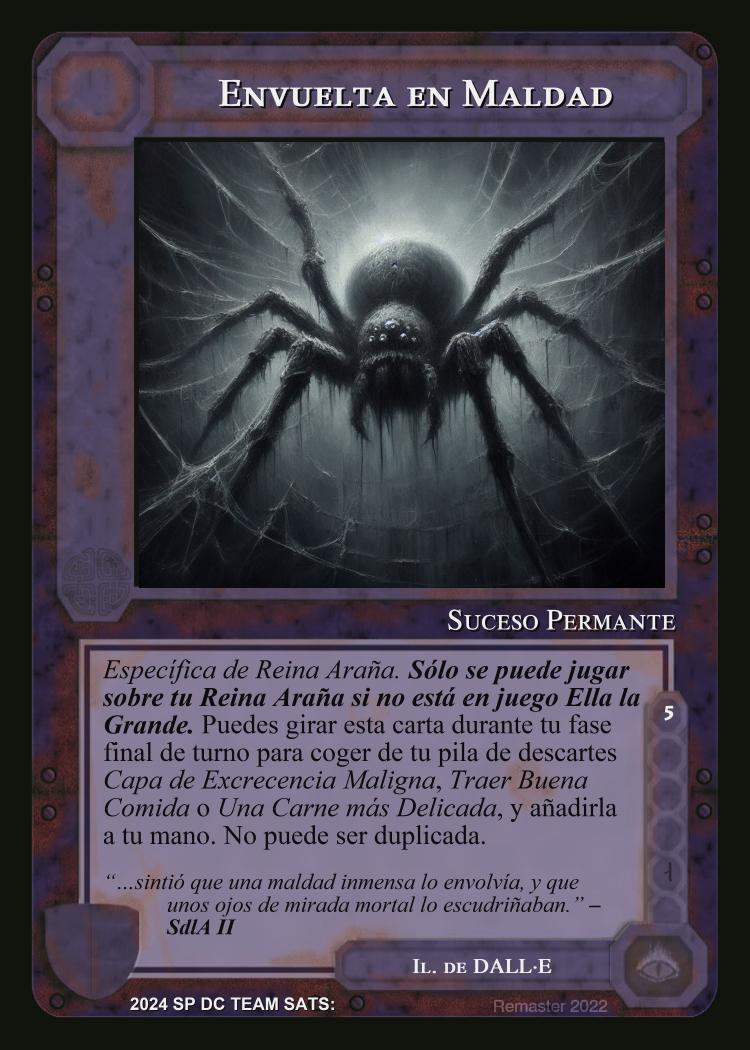 Envuelta en Maldad
Suceso Permante
Específica de Reina Araña. Sólo se puede jugar
sobre tu Reina Araña si no está en juego Ella la
Grande. Puedes girar esta carta durante tu fase
final de turno para coger de tu pila de descartes
Capa de Excrecencia Maligna, Traer Buena
Comida o Una Carne más Delicada, y añadirla
a tu mano. No puede ser duplicada.
5
“...sintió que una maldad inmensa lo envolvía, y que
unos ojos de mirada mortal lo escudriñaban.” –
SdlA II
Il. de DALL·E
2024 SP DC TEAM SATS:
Remaster 2022